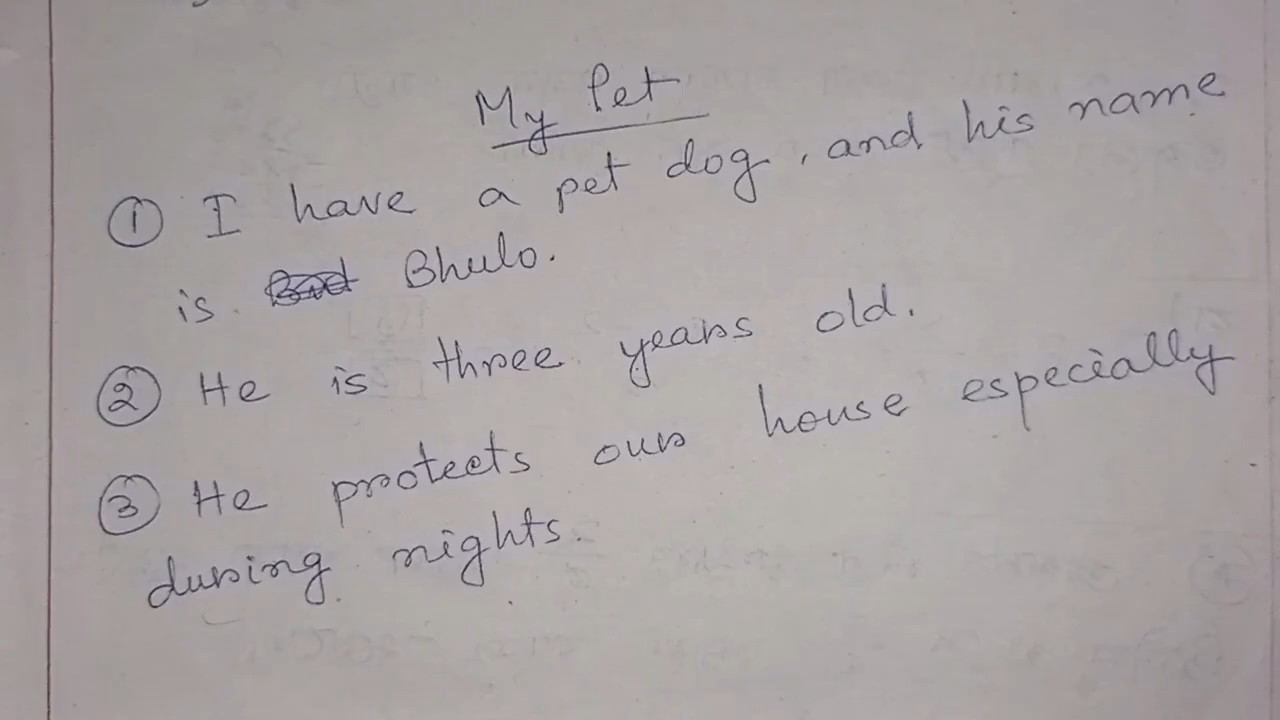 My Pet
① I have a pet dog, and his name
is Bhulo.
② He is three years old.
③ He protects our house especially
during nights.